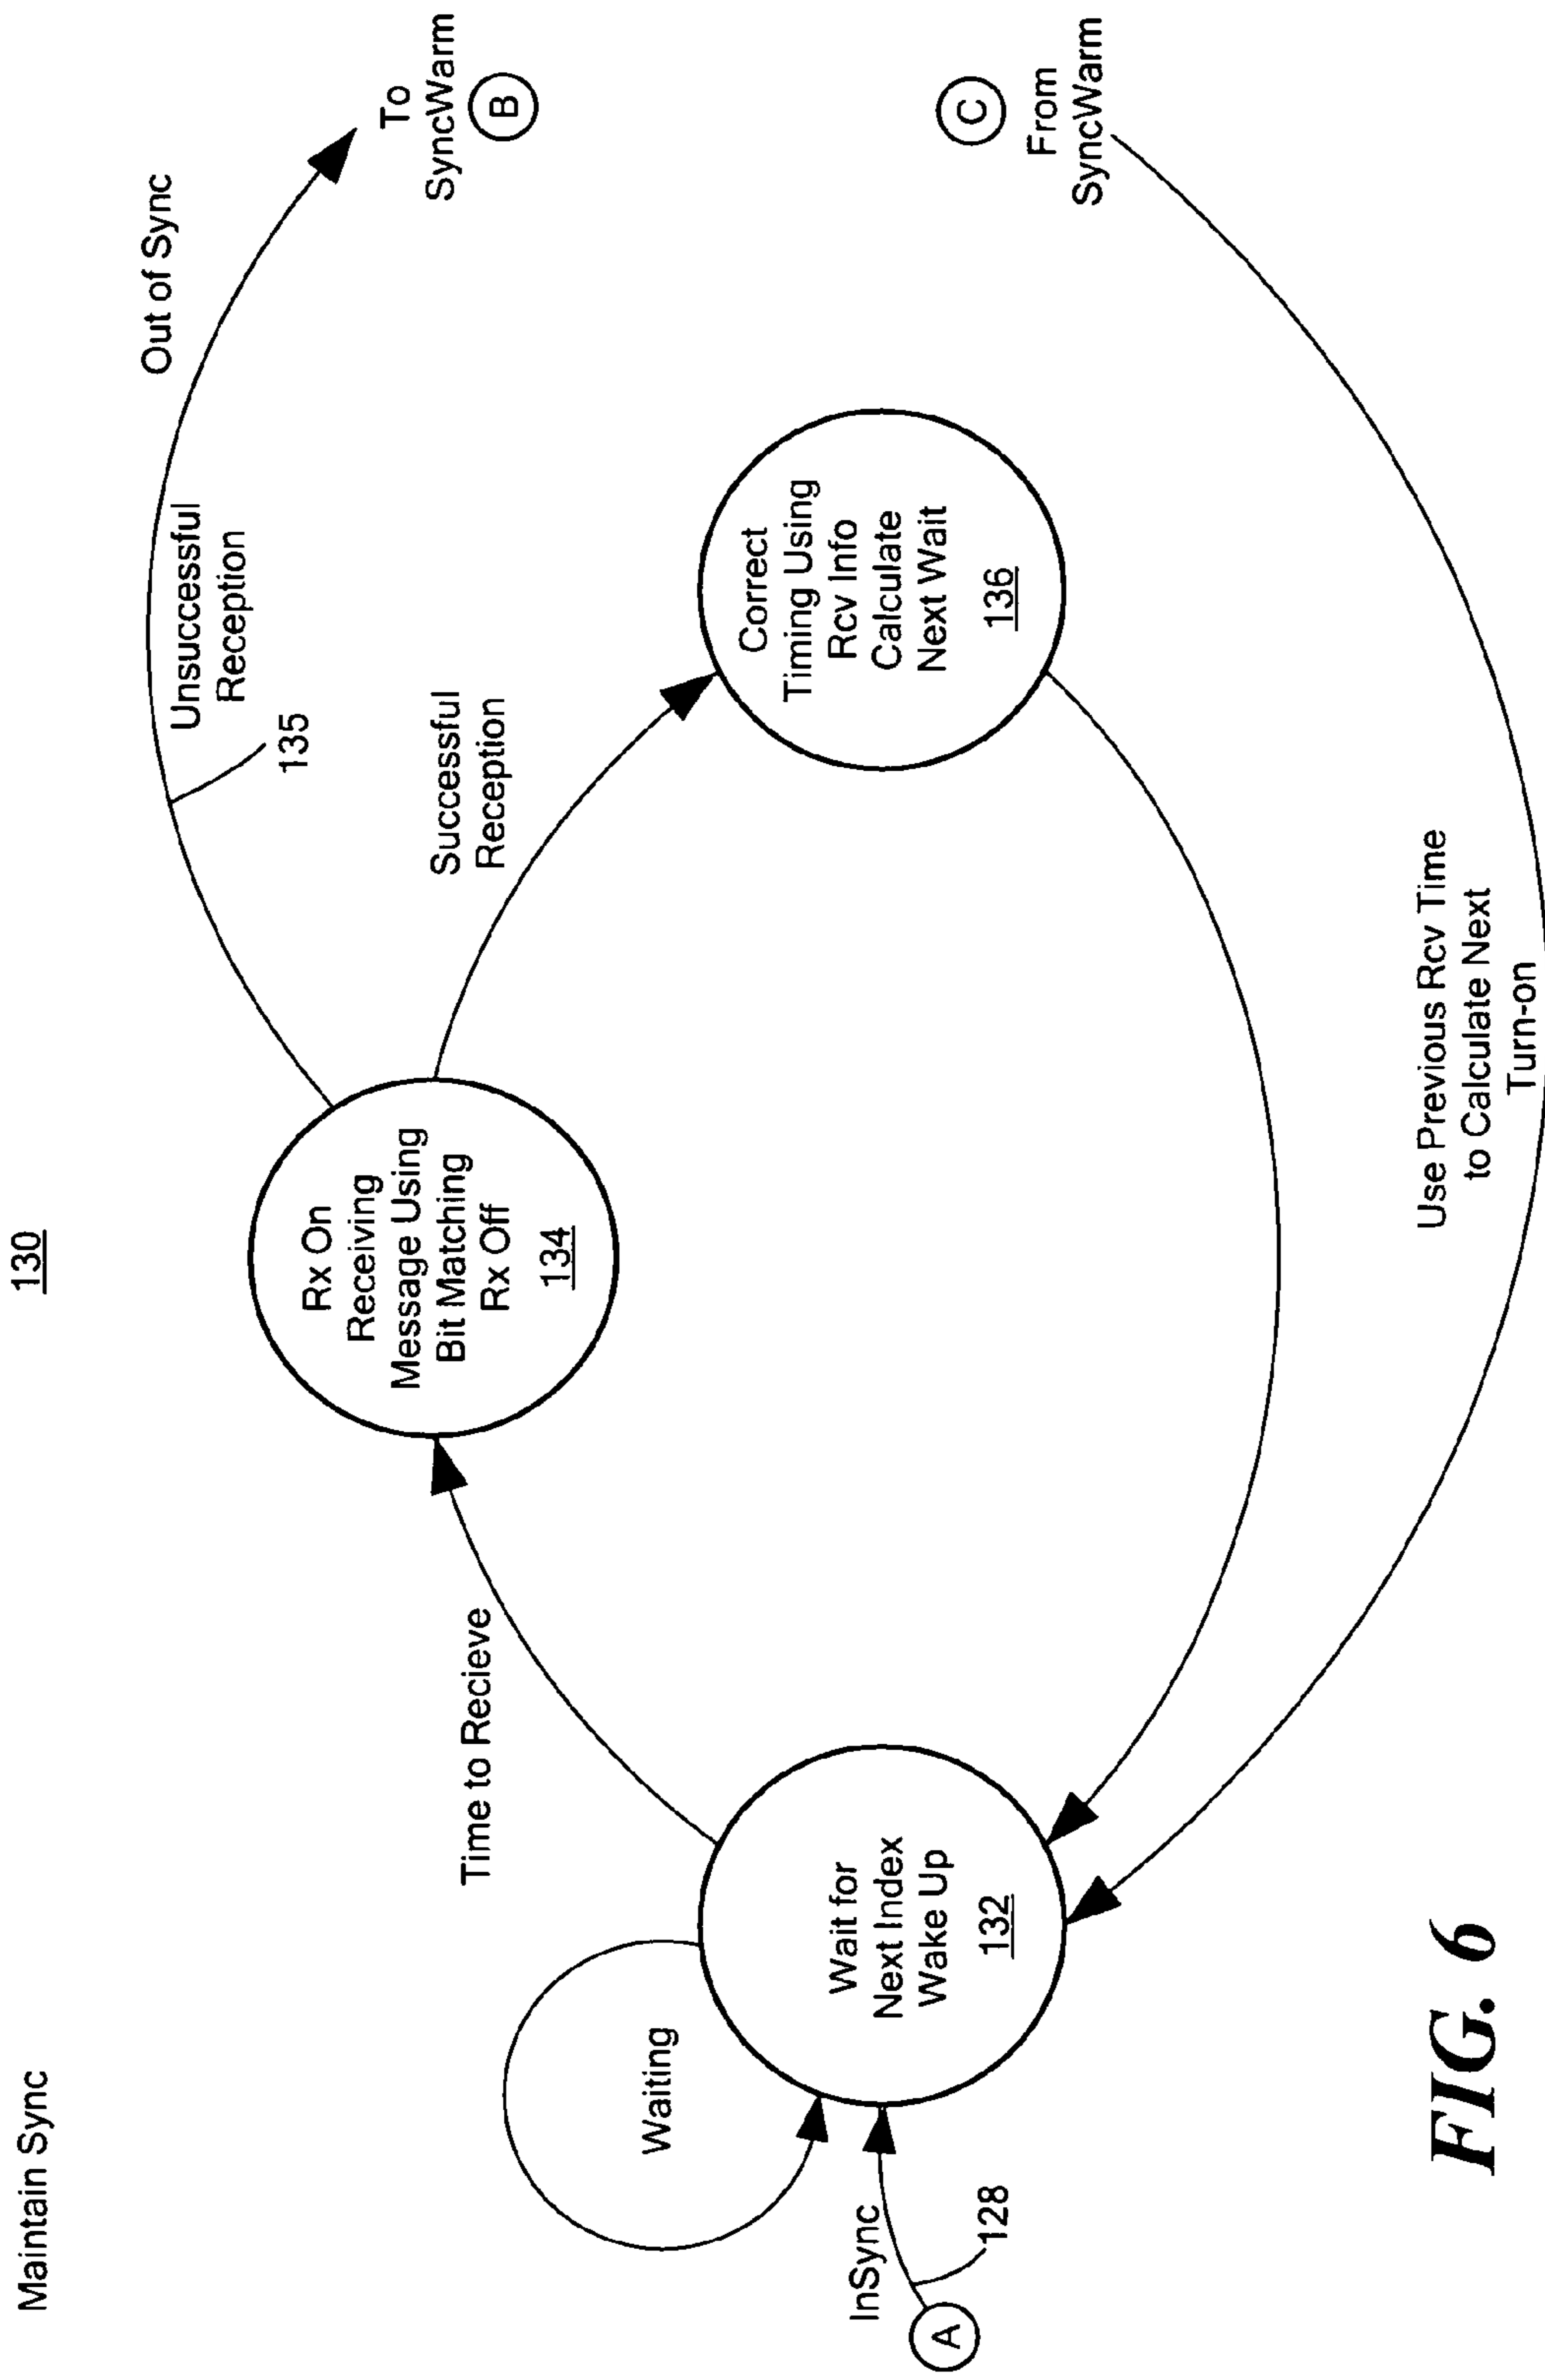 Maintain Sync
130
Out of Sync
To
SyncWarm
B
Unsuccessful
Reception
135
Rx On
Receiving
Message Using
Bit Matching
Rx Off
134
Successful
Reception
Time to Recieve
Waiting
Correct
Timing Using
Rcv Info
Calculate
Next Wait
136
C
From
SyncWarm
InSync
A
128
Wait for
Next Index
Wake Up
132
Use Previous Rcv Time
to Calculate Next
Turn-on
FIG. 6